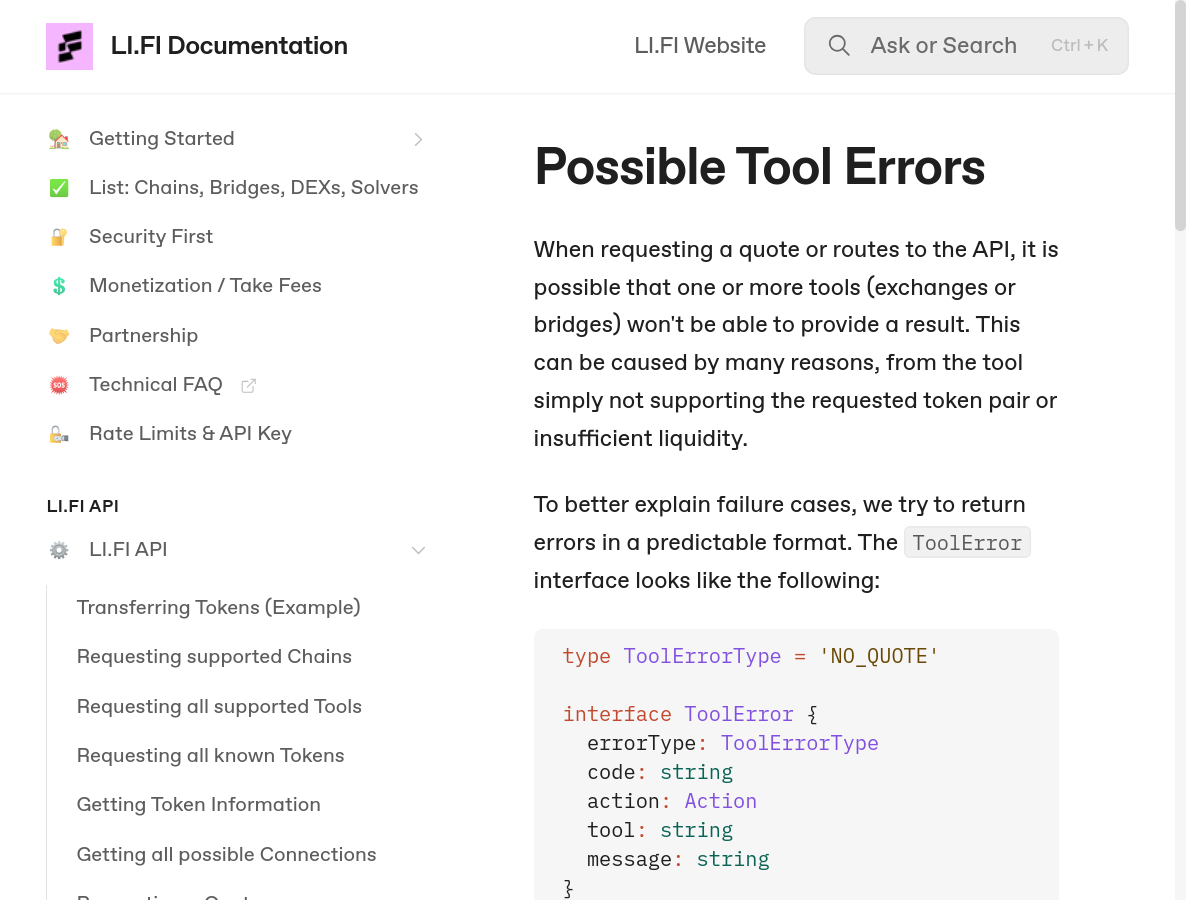 LI.FI Documentation
LI.FI Website
Ask or Search
Ctrl + K
Getting Started
List: Chains, Bridges, DEXs, Solvers
Security First
Monetization / Take Fees
Partnership
Technical FAQ
Rate Limits & API Key
LI.FI API
LI.FI API
Transferring Tokens (Example)
Requesting supported Chains
Requesting all supported Tools
Requesting all known Tokens
Getting Token Information
Getting all possible Connections
Possible Tool Errors
When requesting a quote or routes to the API, it is
possible that one or more tools (exchanges or
bridges) won't be able to provide a result. This
can be caused by many reasons, from the tool
simply not supporting the requested token pair or
insufficient liquidity.
To better explain failure cases, we try to return
errors in a predictable format. The ToolError
interface looks like the following:
type ToolErrorType = 'NO_QUOTE'
interface ToolError {
errorType: ToolErrorType
code: string
action: Action
tool: string
message: string
}